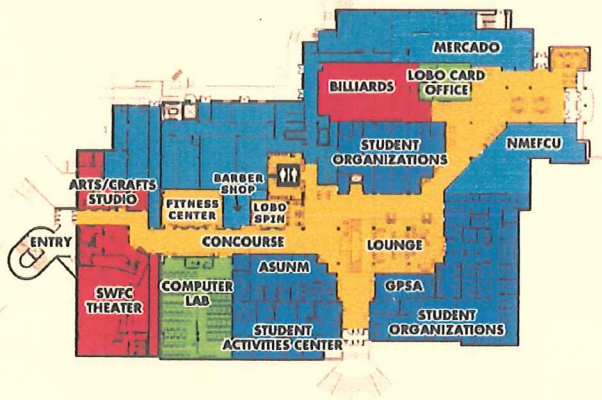 MERCADO
BILLIARDS
LOBO CARD
OFFICE
STUDENT
ORGANIZATIONS
NMEFCU
ARTS/CRAFTS
STUDIO
BARBER
SHOP
FITNESS
CENTER
LOBO
SPIN
ENTRY
CONCOURSE
LOUNGE
ASUNM
SWFC
THEATER
COMPUTER
LAB
GPSA
STUDENT
ACTIVITIES CENTER
STUDENT
ORGANIZATIONS